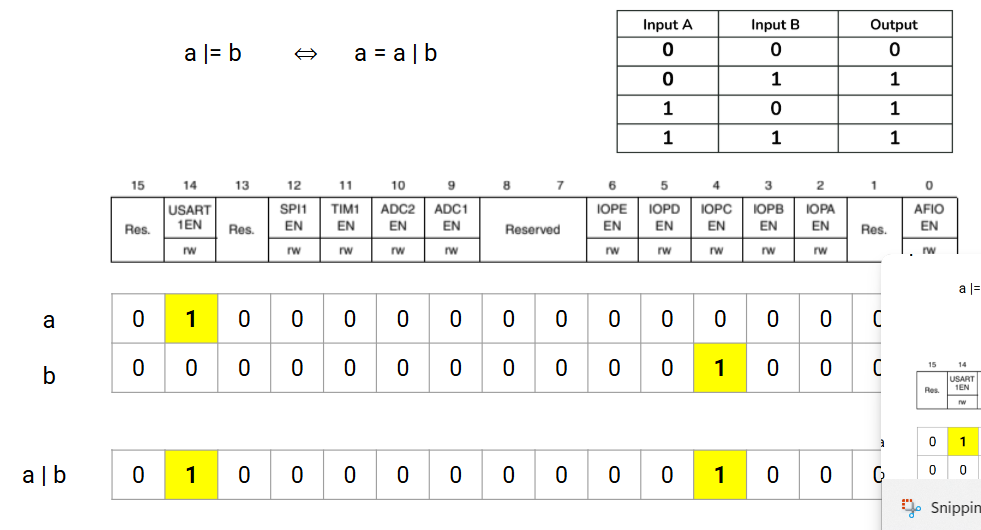 a |= b ⇔ a = a | b
Input A Input B Output
0 0 0
0 1 1
1 0 1
1 1 1
15 14 13 12 11 10 9 8 7 6 5 4 3 2 1 0
Res. USART 1EN Res. SPI1 EN TIM1 EN ADC2 EN ADC1 EN Reserved IOPE EN IOPD EN IOPC EN IOPB EN IOPA EN Res. AFIO EN
rw rw rw rw rw rw rw rw rw rw rw
a 0 1 0 0 0 0 0 0 0 0 0 0 0 0 0
b 0 0 0 0 0 0 0 0 0 0 0 1 0 0 0
a | b 0 1 0 0 0 0 0 0 0 0 0 1 0 0 0
a |=
15 14
Res. USART 1EN
rw
0 1
0 0
Snippin